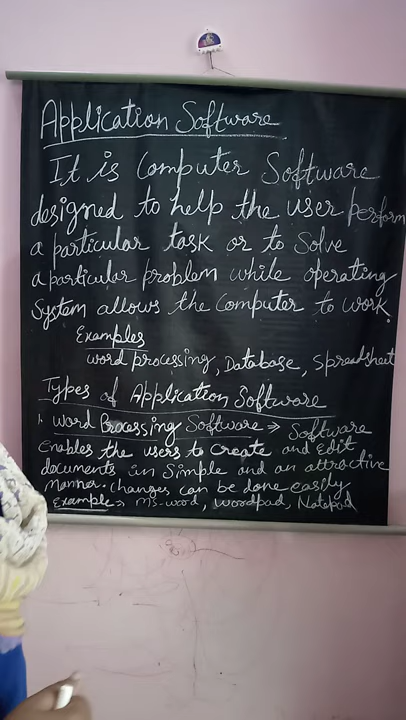 Application Software
It is Computer Software
designed to help the user perform
a particular task or to Solve
a particular problem while operating
System allows the Computer to work.
Examples
word processing, Database, Spreadsheet
Types of Application Software
1. Word Processing Software → Software
enables the users to create and Edit
documents in Simple and an attractive
manner. Changes can be done easily
Example → MS-word, Wordpad, Notepad